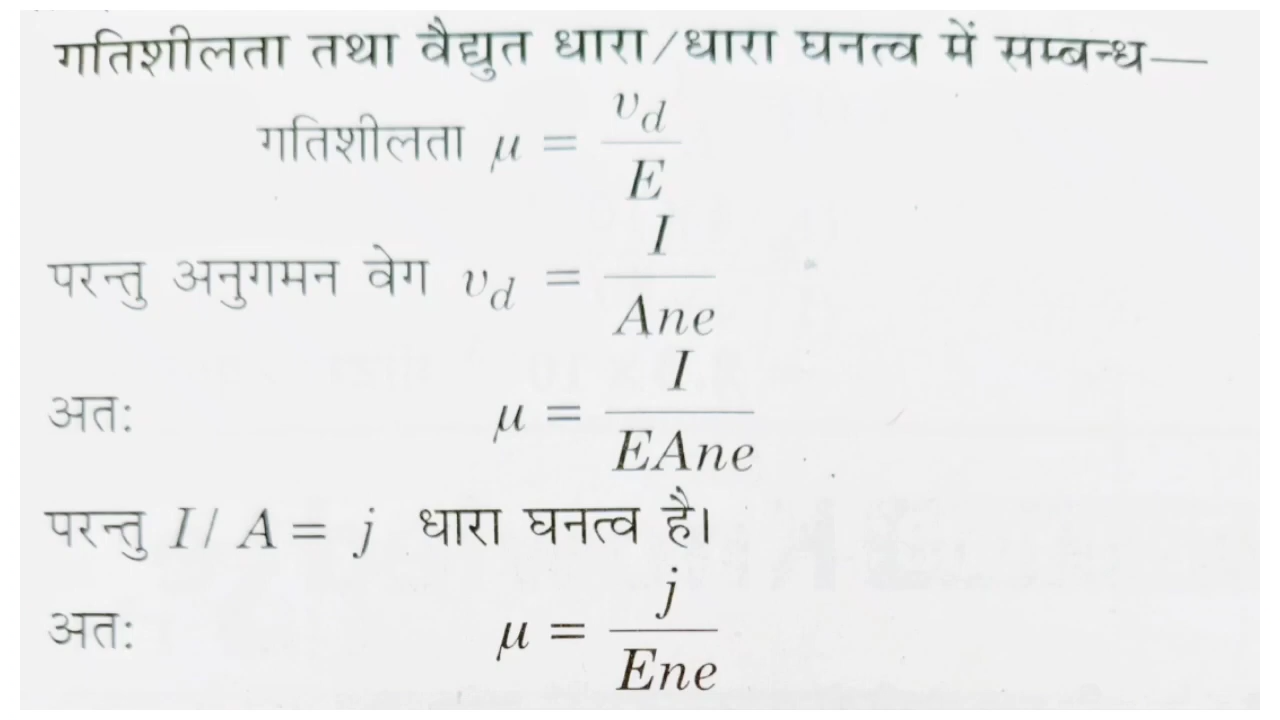 गतिशीलता तथा वैद्युत धारा/धारा घनत्व में सम्बन्ध—
गतिशीलता μ = v_d / E
परन्तु अनुगमन वेग v_d = I / Ane
अतः μ = I / EAne
परन्तु I / A = j धारा घनत्व है।
अतः μ = j / Ene